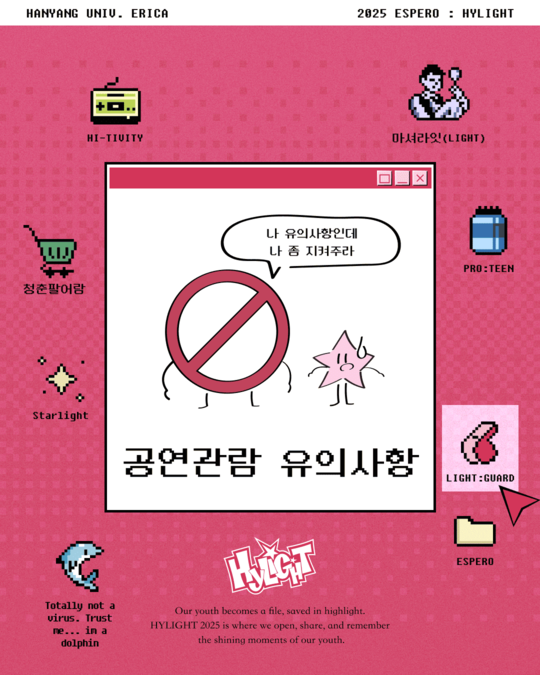 HANYANG UNIV. ERICA
2025 ESPERO : HYLIGHT
HI-TIVITY
마셔라잇(LIGHT)
나 유의사항인데
나 좀 지켜주라
청춘팔어람
PRO:TEEN
Starlight
공연관람 유의사항
LIGHT:GUARD
ESPERO
HYLIGHT
Totally not a
virus. Trust
me... im a
dolphin
Our youth becomes a file, saved in highlight.
HYLIGHT 2025 is where we open, share, and remember
the shining moments of our youth.